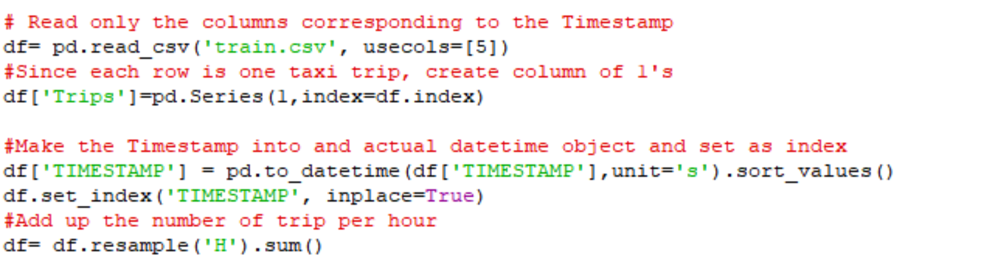 # Read only the columns corresponding to the Timestamp
df= pd.read_csv('train.csv', usecols=[5])
#Since each row is one taxi trip, create column of 1's
df['Trips']=pd.Series(1,index=df.index)
#Make the Timestamp into and actual datetime object and set as index
df['TIMESTAMP'] = pd.to_datetime(df['TIMESTAMP'],unit='s').sort_values()
df.set_index('TIMESTAMP', inplace=True)
#Add up the number of trip per hour
df= df.resample('H').sum()